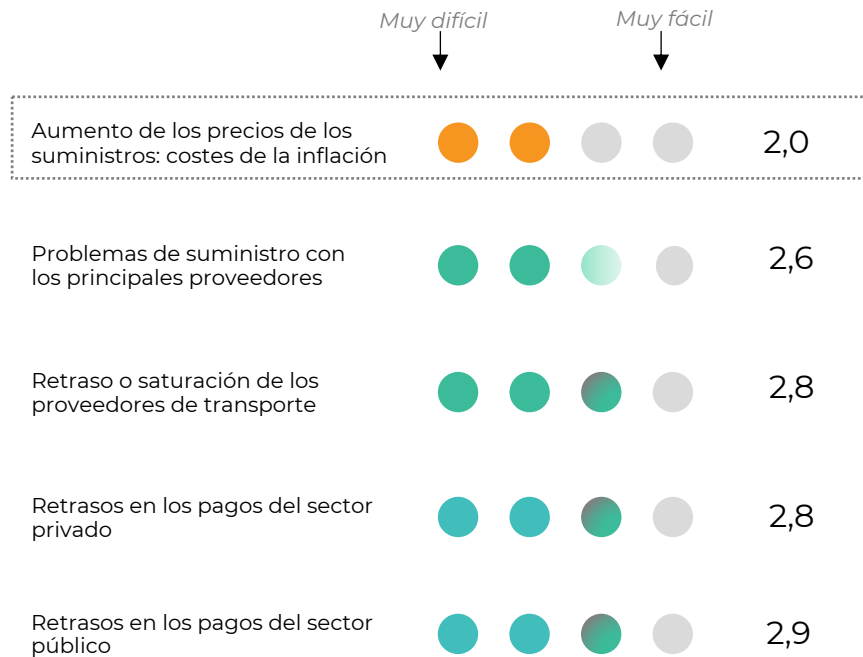 Muy difícil
Muy fácil
Aumento de los precios de los
suministros: costes de la inflación
2,0
Problemas de suministro con
los principales proveedores
2,6
Retraso o saturación de los
proveedores de transporte
2,8
Retrasos en los pagos del sector
privado
2,8
Retrasos en los pagos del sector
público
2,9